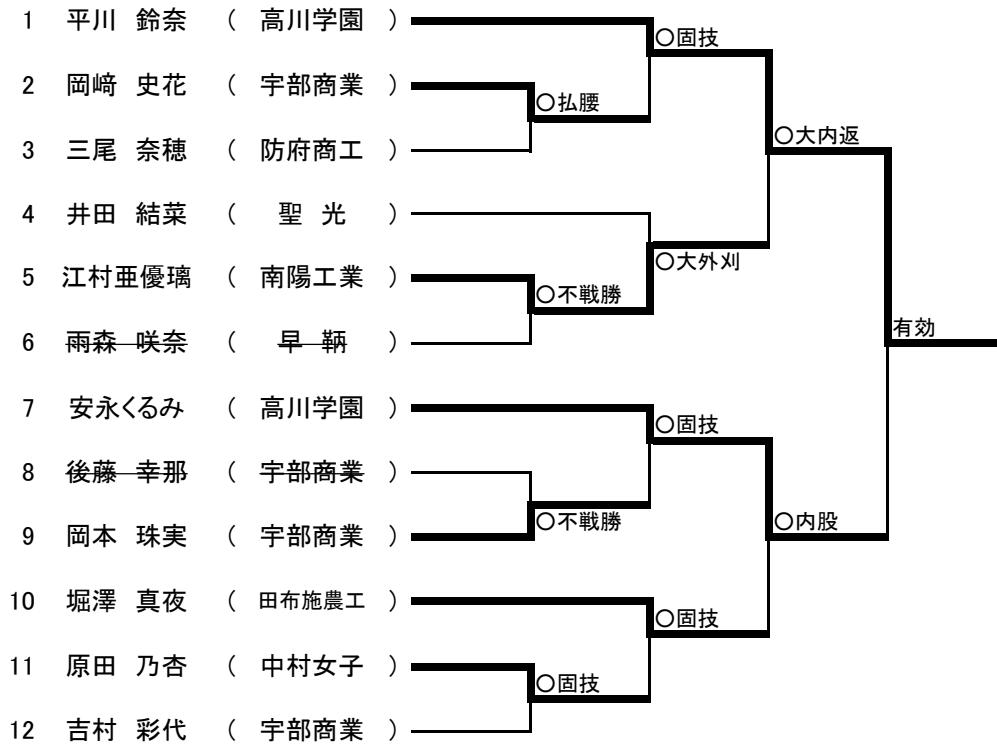 1 平川 鈴奈 ( 高川学園 )
○固技
2 岡﨑 史花 ( 宇部商業 )
○払腰
○大内返
3 三尾 奈穂 ( 防府商工 )
4 井田 結菜 ( 聖 光 )
○大外刈
5 江村亜優璃 ( 南陽工業 )
○不戦勝
有効
6 雨森 咲奈 ( 早 鞆 )
7 安永くるみ ( 高川学園 )
○固技
8 後藤 幸那 ( 宇部商業 )
○不戦勝
○内股
9 岡本 珠実 ( 宇部商業 )
10 堀澤 真夜 ( 田布施農工 )
○固技
11 原田 乃杏 ( 中村女子 )
○固技
12 吉村 彩代 ( 宇部商業 )